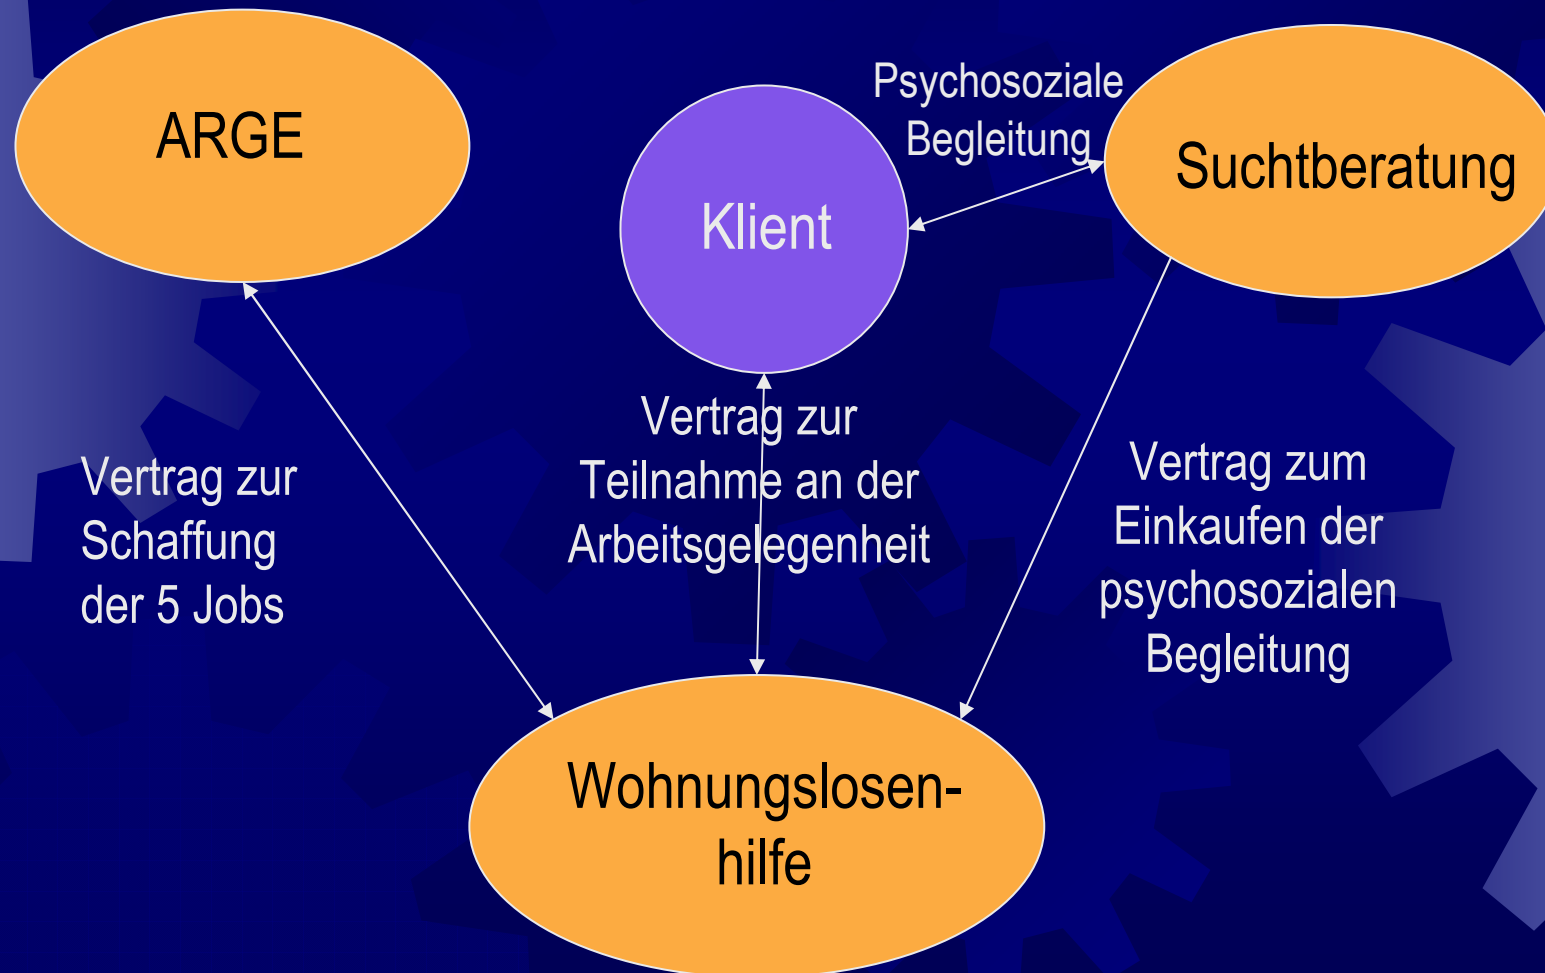 ARGE
Klient
Psychosoziale
Begleitung
Suchtberatung
Vertrag zur
Schaffung
der 5 Jobs
Vertrag zur
Teilnahme an der
Arbeitsgelegenheit
Vertrag zum
Einkaufen der
psychosozialen
Begleitung
Wohnungslosen-
hilfe